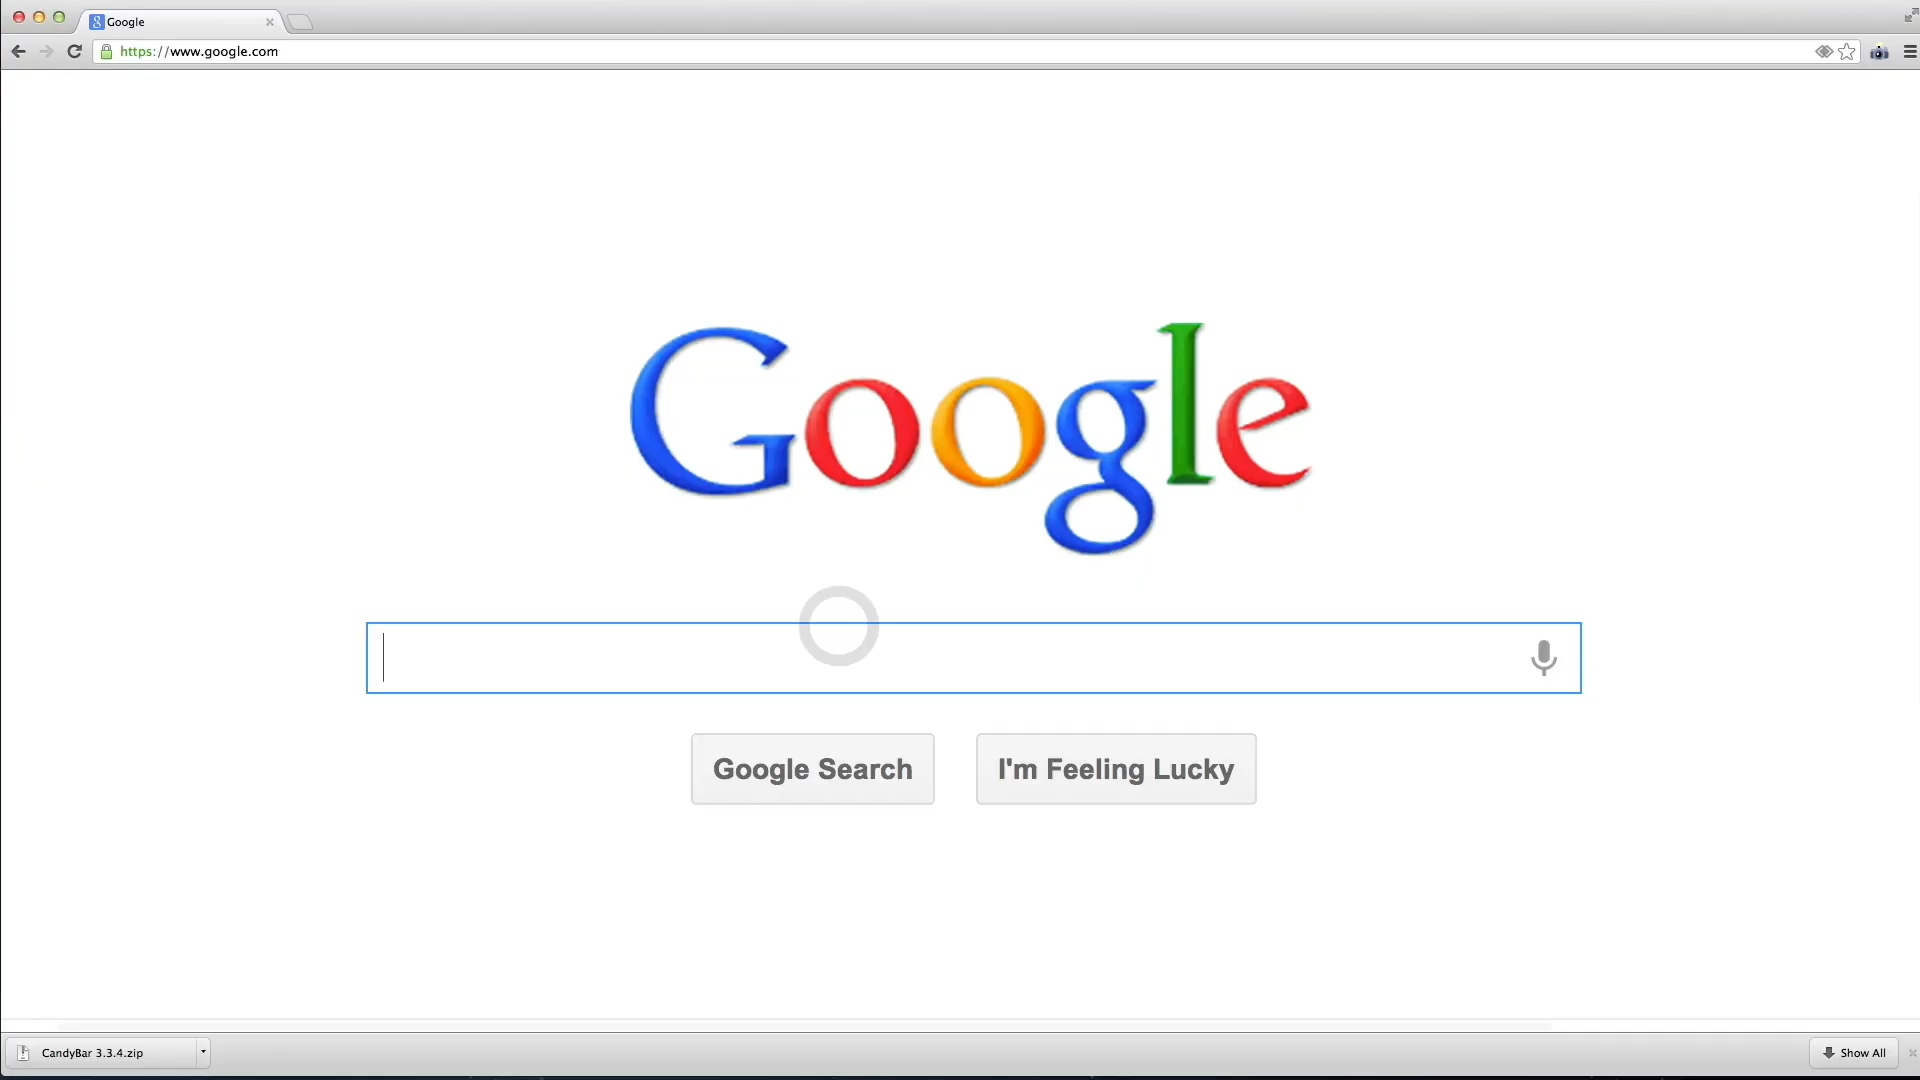 Google
https://www.google.com
Google
Google Search
I'm Feeling Lucky
CandyBar 3.3.4.zip
Show All